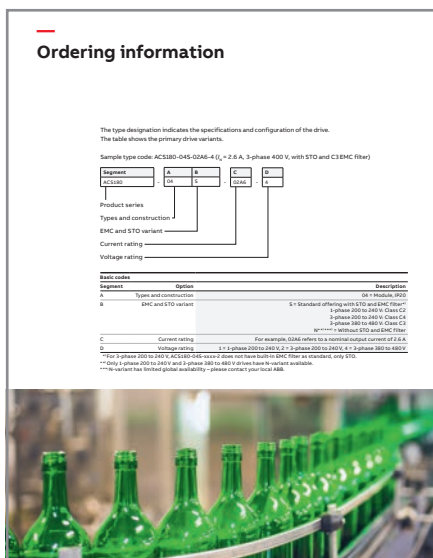 Ordering information
The type designation indicates the specifications and configuration of the drive.
The table shows the primary drive variants.
Sample type code: ACS180-04S-02A6-4 (Iₙ = 2.6 A, 3-phase 400 V, with STO and C3 EMC filter)
Segment A B C D
ACS180 - 04 S - 02A6 - 4
Product series
Types and construction
EMC and STO variant
Current rating
Voltage rating
Basic codes
Segment Option Description
A Types and construction 04 = Module, IP20
B EMC and STO variant S = Standard offering with STO and EMC filter*⁾
1-phase 200 to 240 V: Class C2
3-phase 200 to 240 V: Class C4
3-phase 380 to 480 V: Class C3
N**⁾***⁾ = Without STO and EMC filter
C Current rating For example, 02A6 refers to a nominal output current of 2.6 A
D Voltage rating 1 = 1-phase 200 to 240 V, 2 = 3-phase 200 to 240 V, 4 = 3-phase 380 to 480 V
*⁾ For 3-phase 200 to 240 V, ACS180-04S-xxxx-2 does not have built-in EMC filter as standard, only STO.
**⁾ Only 1-phase 200 to 240 V and 3-phase 380 to 480 V drives have N-variant available.
***⁾ N-variant has limited global availability – please contact your local ABB.